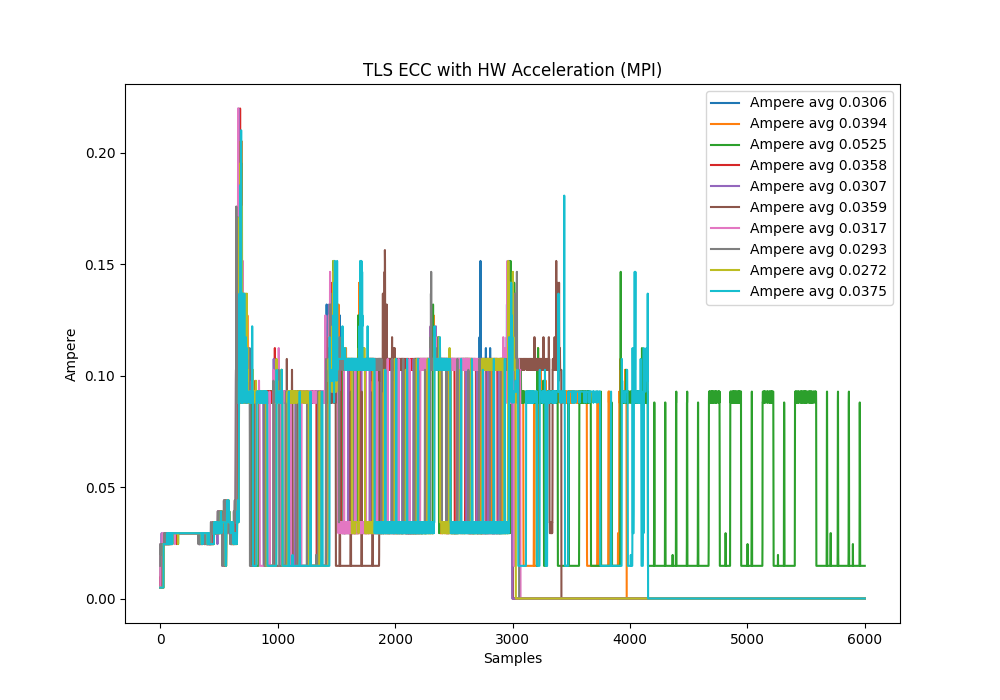 TLS ECC with HW Acceleration (MPI)
Ampere avg 0.0306
Ampere avg 0.0394
Ampere avg 0.0525
Ampere avg 0.0358
Ampere avg 0.0307
Ampere avg 0.0359
Ampere avg 0.0317
Ampere avg 0.0293
Ampere avg 0.0272
Ampere avg 0.0375
0.20
0.15
0.10
0.05
0.00
Ampere
0 1000 2000 3000 4000 5000 6000
Samples